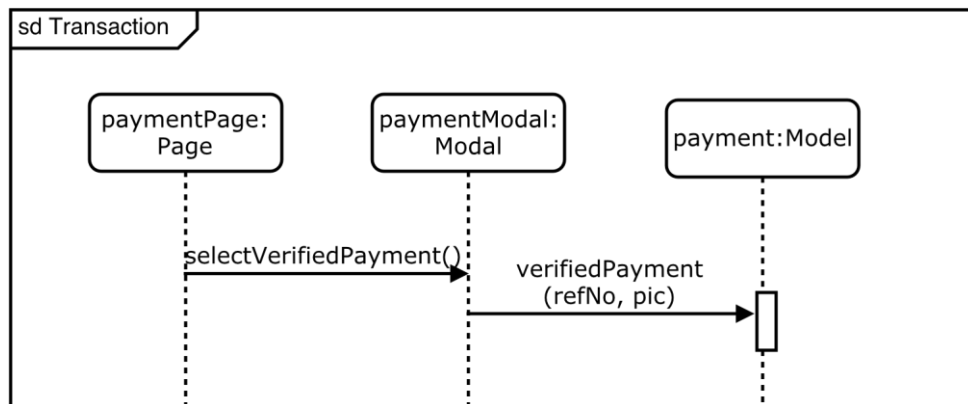 sd Transaction
paymentPage:
Page
paymentModal:
Modal
payment:Model
selectVerifiedPayment()
verifiedPayment
(refNo, pic)